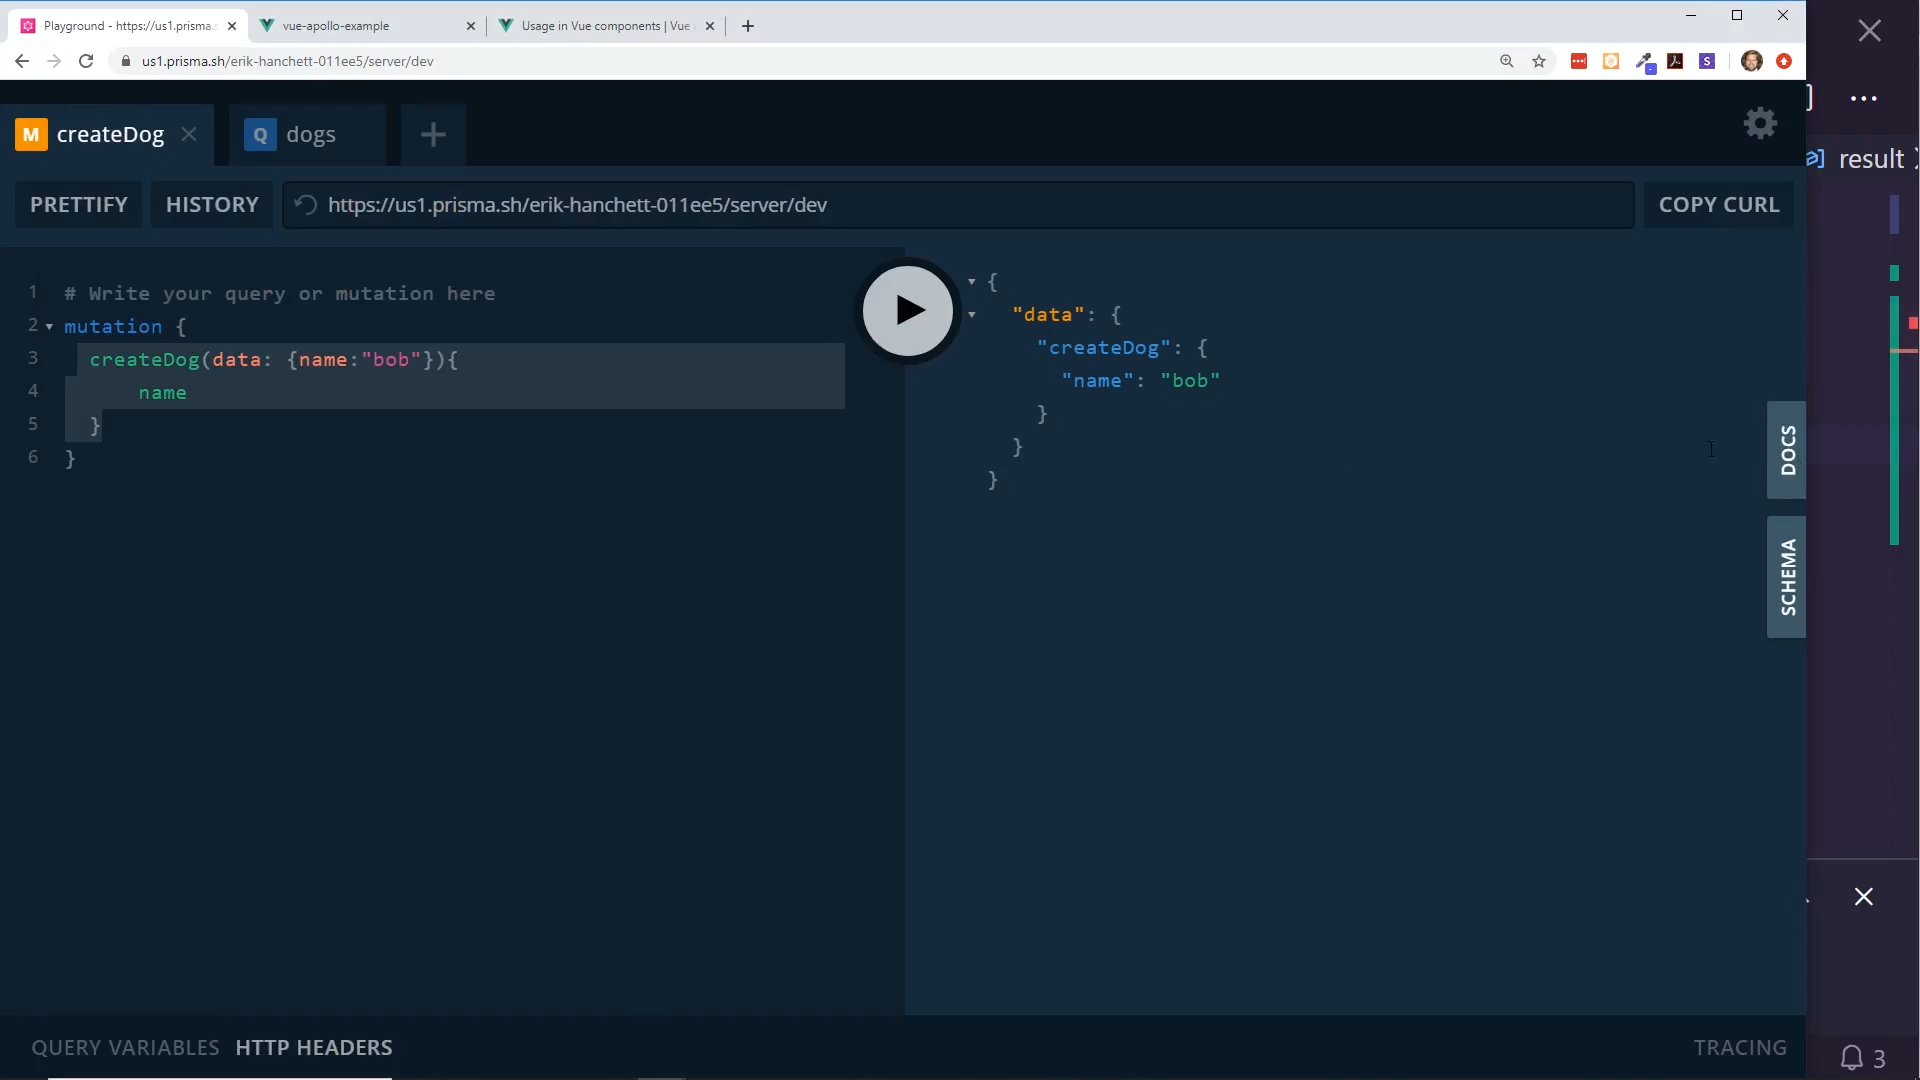 Playground - https://us1.prisma.s
vue-apollo-example
Usage in Vue components | Vue
us1.prisma.sh/erik-hanchett-011ee5/server/dev
S
M createDog
Q dogs
result
PRETTIFY
HISTORY
https://us1.prisma.sh/erik-hanchett-011ee5/server/dev
COPY CURL
1 # Write your query or mutation here
2 mutation {
3 createDog(data: {name:"bob"}){
4 name
5 }
6 }
{
"data": {
"createDog": {
"name": "bob"
}
}
}
DOCS
SCHEMA
QUERY VARIABLES
HTTP HEADERS
TRACING
3